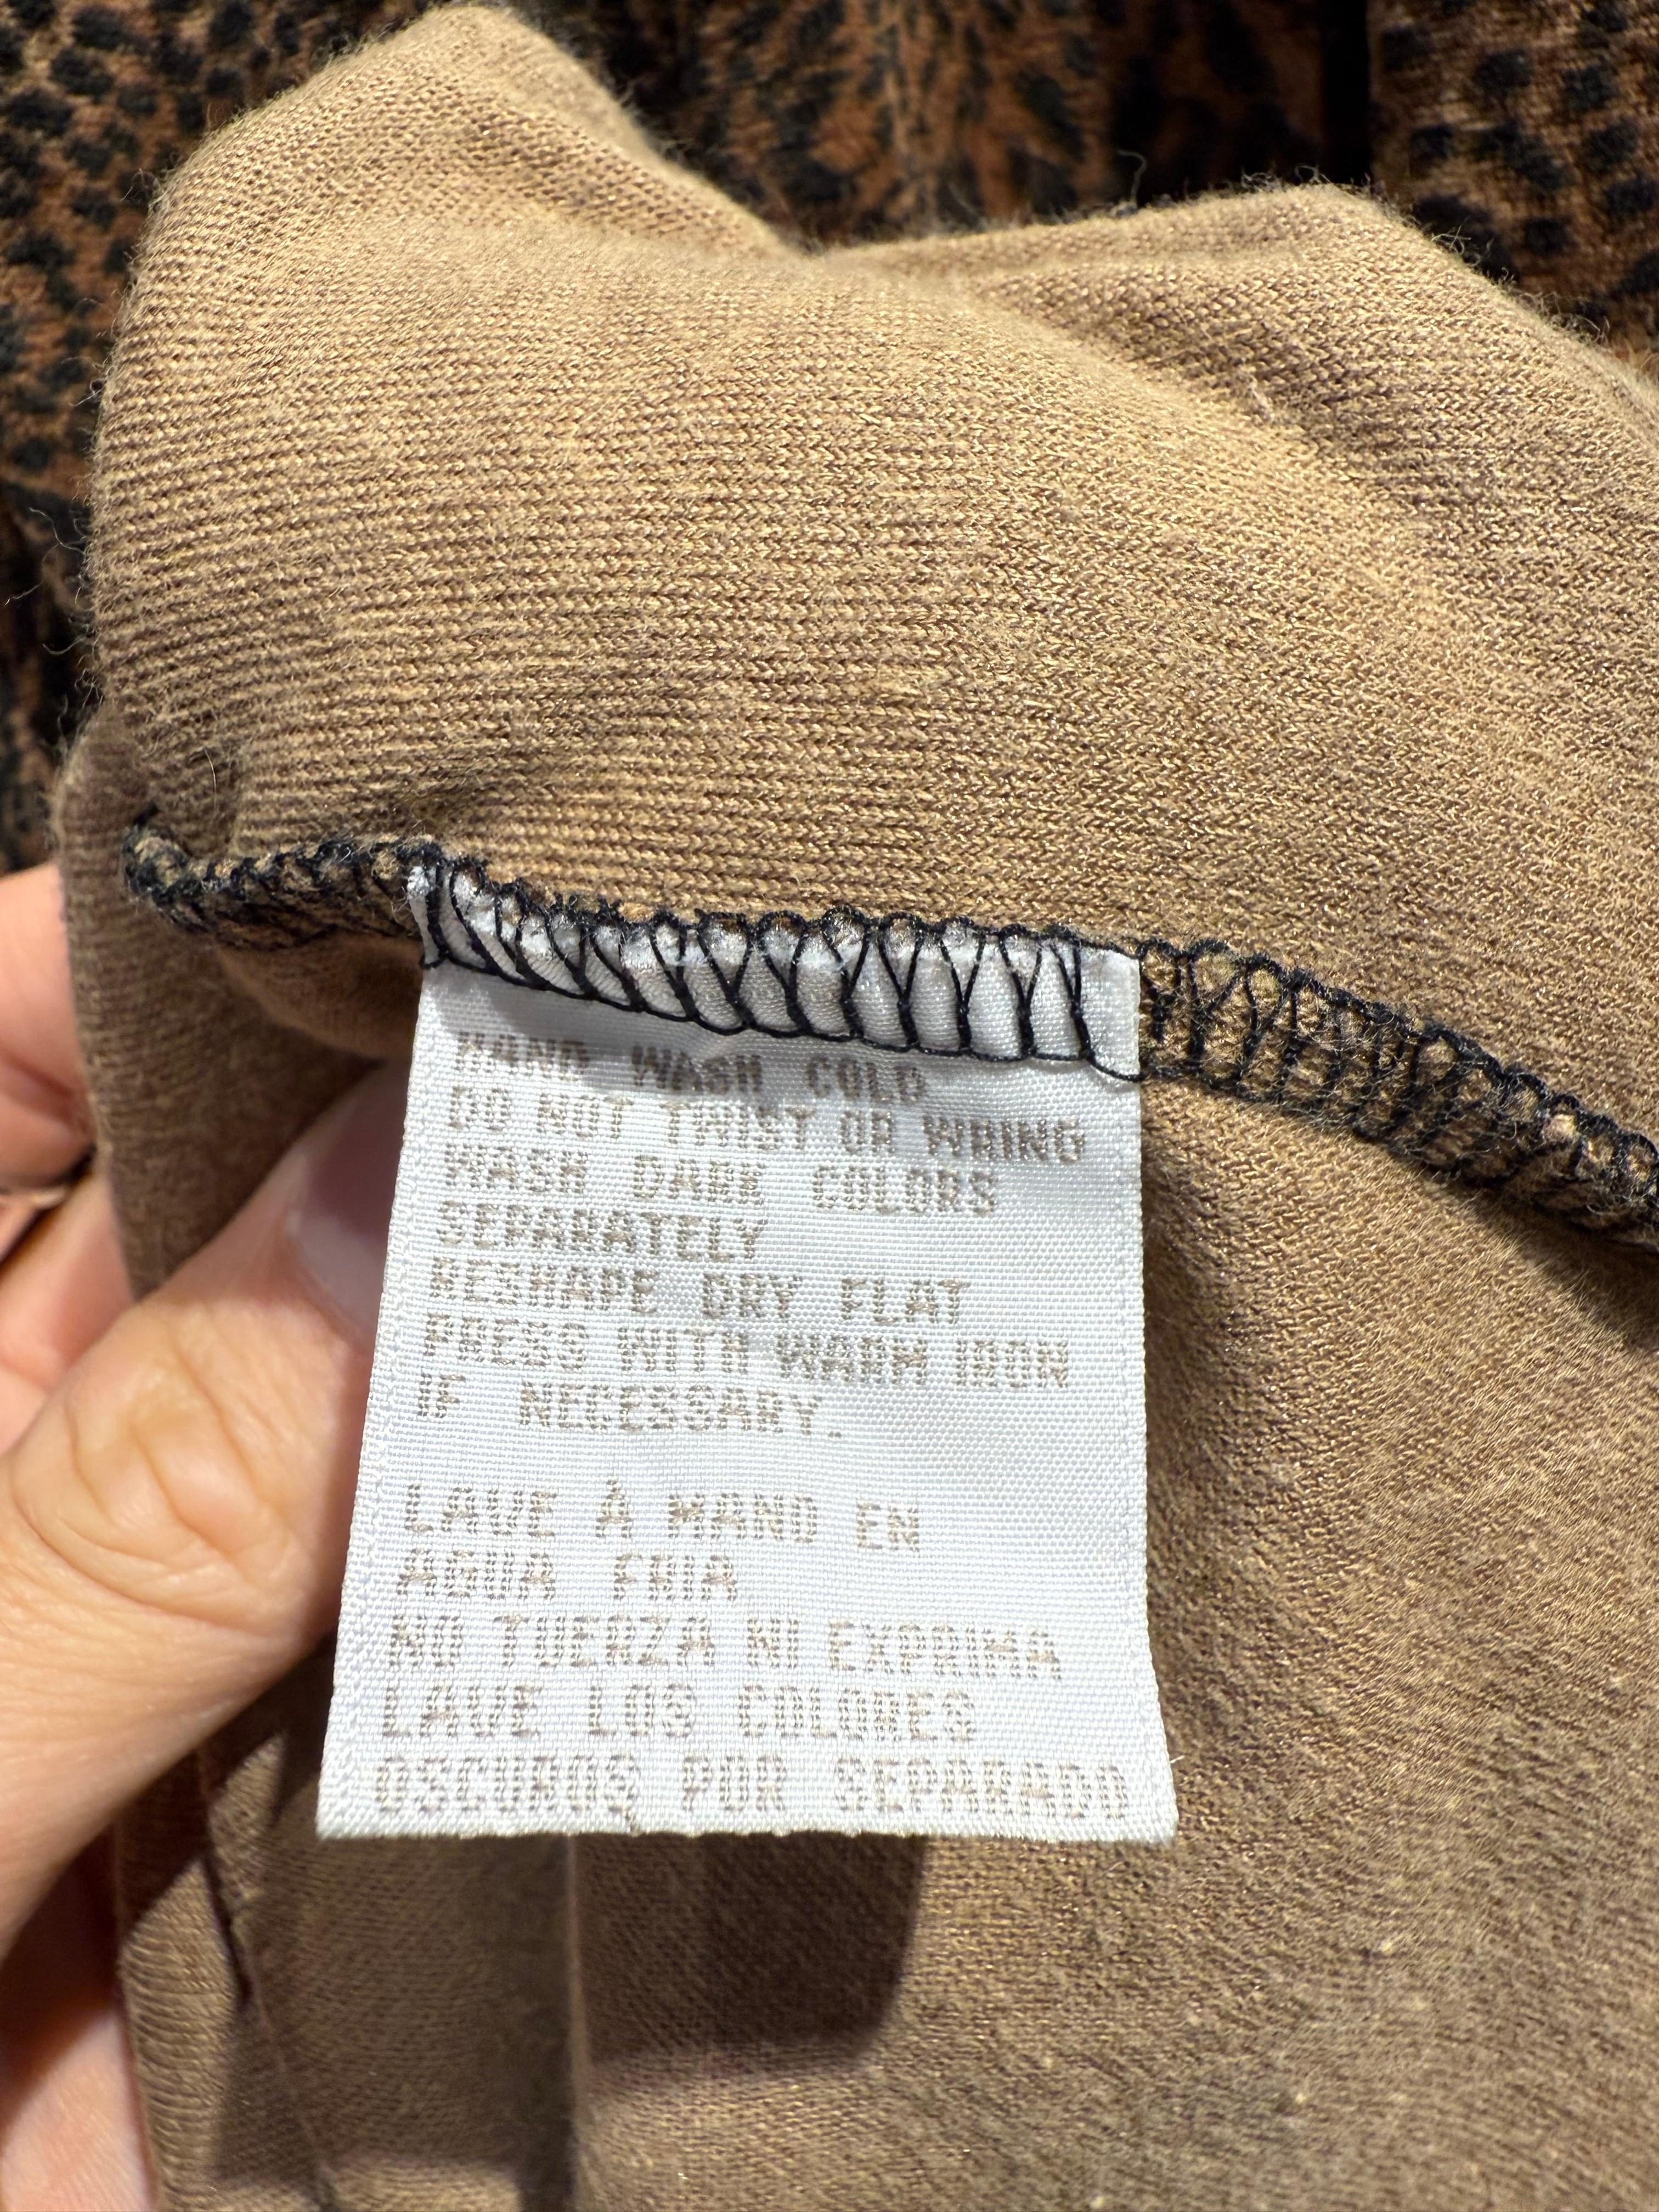 HAND WASH COLD
DO NOT TWIST OR WRING
WASH DARK COLORS
SEPARATELY
RESHAPE DRY FLAT
PRESS WITH WARM IRON
IF NECESSARY.
LAVE À MANO EN
AGUA FRIA
NO TUERZA NI EXPRIMA
LAVE LOS COLORES
OSCUROS POR SEPARADO